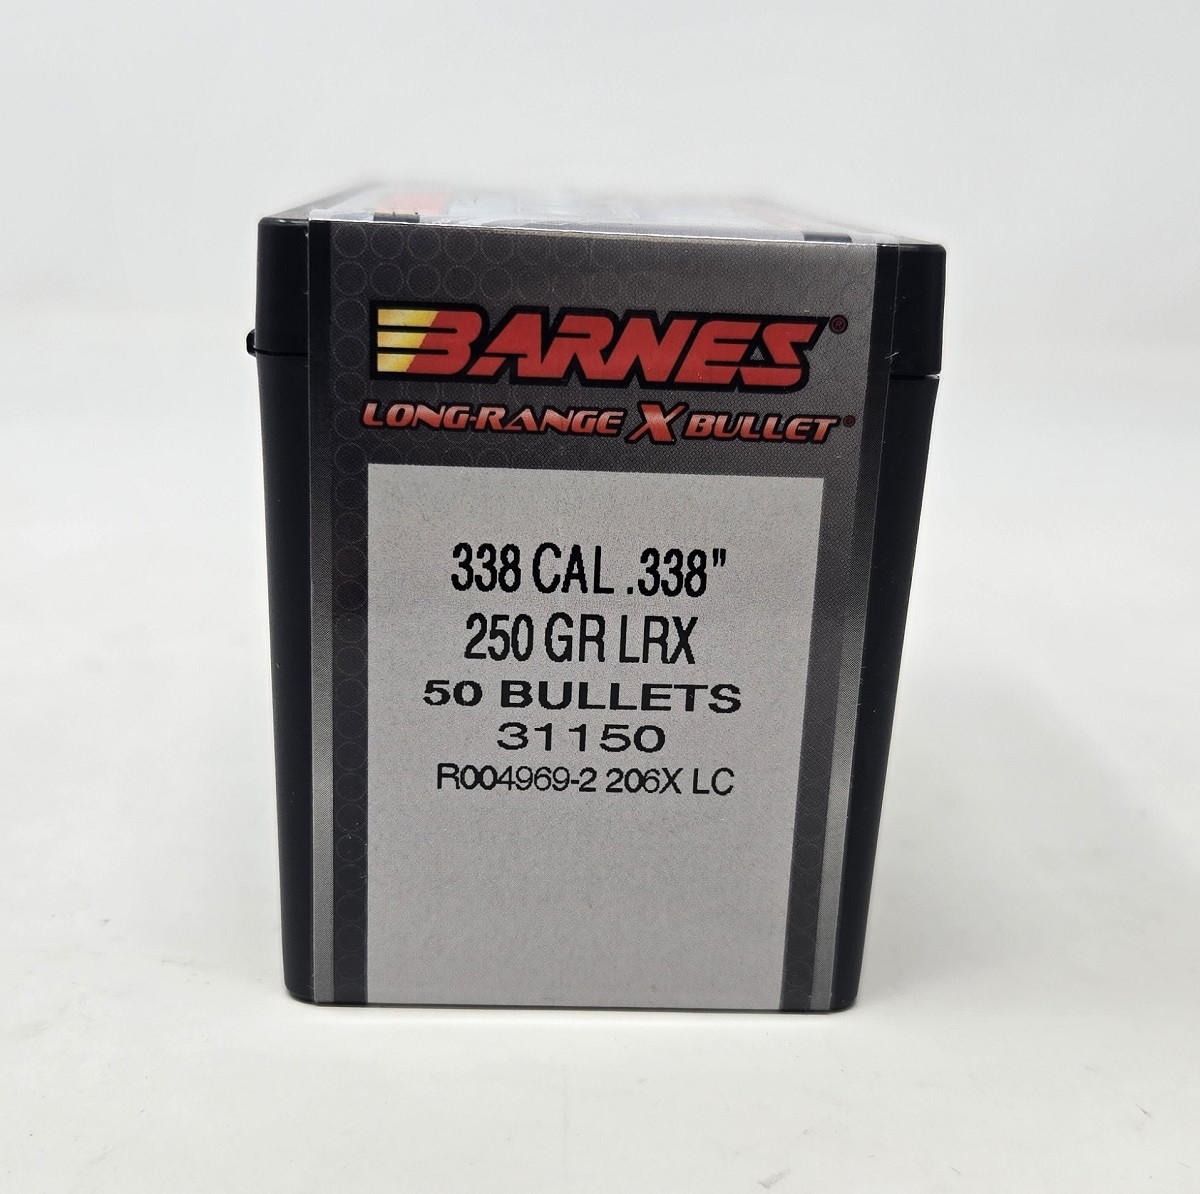 BARNES®
LONG-RANGE X BULLET®
338 CAL .338"
250 GR LRX
50 BULLETS
31150
R004969-2 206X LC